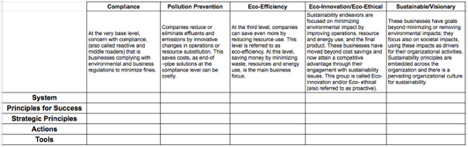 Compliance
Pollution Prevention
Eco-Efficiency
Eco-Innovation/Eco-Ethical
Sustainable/Visionary
At the very base level,
concern with compliance,
(also called reactive and
middle readers) that is
businesses complying with
environmental and business
regulations to minimize fines.
Companies reduce or
eliminate effluents and
emissions by innovative
changes in operations or
resource substitution. This
saves costs, as end-of
-pipe solutions at the
compliance level can be
costly.
At the third level, companies
can save even more by
reducing resource use. This
level is referred to as
eco-efficiency. At this level,
saving money by minimizing
waste, resources and energy
use, is the main business
focus.
Sustainability endeavors are
focused on minimizing
environmental impact by
improving operations, resource
and energy use, and the final
product. These businesses have
moved beyond cost savings and
now attain a competitive
advantage through their
engagement with sustainability
issues. This group is called Eco-
innovation and/or Eco- ethical
(also referred to as proactive).
These businesses have goals
beyond minimizing or removing
environmental impacts; they
focus also on societal impacts,
using these impacts as drivers
for their organizational activities.
Sustainability principles are
embedded across the
organization and there is a
pervading organizational culture
for sustainability.
System
Principles for Success
Strategic Principles
Actions
Tools